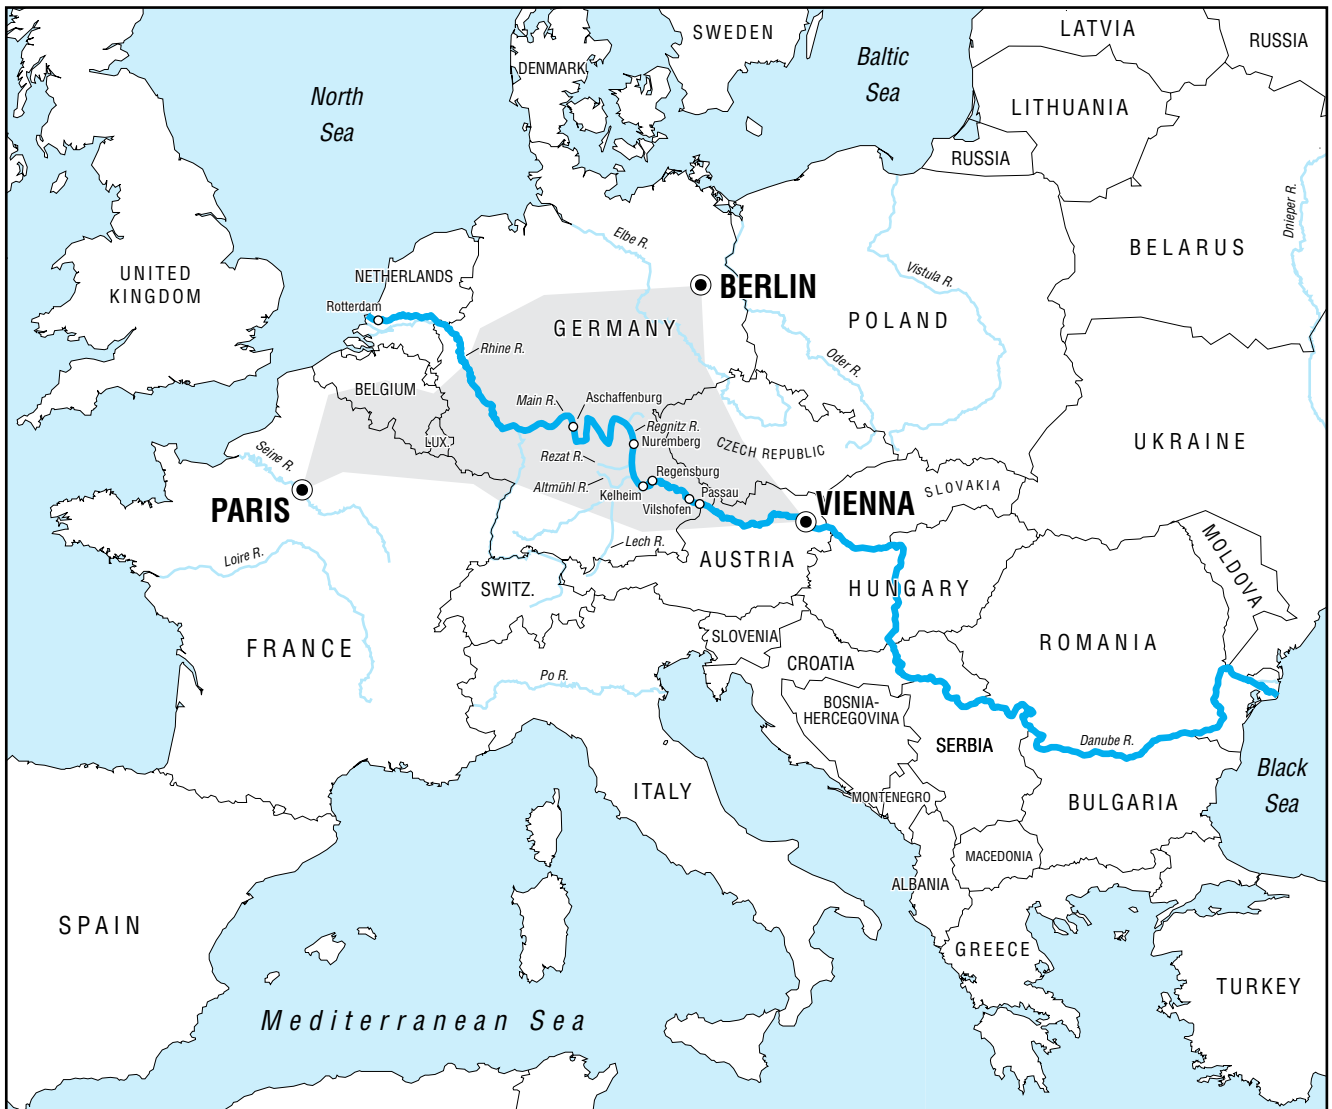 SWEDEN
LATVIA
RUSSIA
Baltic
Sea
DENMARK
North
Sea
LITHUANIA
RUSSIA
Dnieper R.
Elbe R.
BELARUS
UNITED
KINGDOM
NETHERLANDS
Vistula R.
BERLIN
Rotterdam
GERMANY
POLAND
Rhine R.
Oder R.
BELGIUM
Main R.
Aschaffenburg
Regnitz R.
LUX.
Nuremberg
CZECH REPUBLIC
UKRAINE
Seine R.
Rezat R.
Regensburg
Altmühl R.
Kelheim
Passau
SLOVAKIA
PARIS
Vilshofen
VIENNA
Lech R.
MOLDOVA
Loire R.
AUSTRIA
SWITZ.
HUNGARY
FRANCE
SLOVENIA
ROMANIA
CROATIA
Po R.
BOSNIA-
HERCEGOVINA
SERBIA
Danube R.
Black
Sea
ITALY
MONTENEGRO
BULGARIA
MACEDONIA
ALBANIA
SPAIN
GREECE
TURKEY
Mediterranean Sea